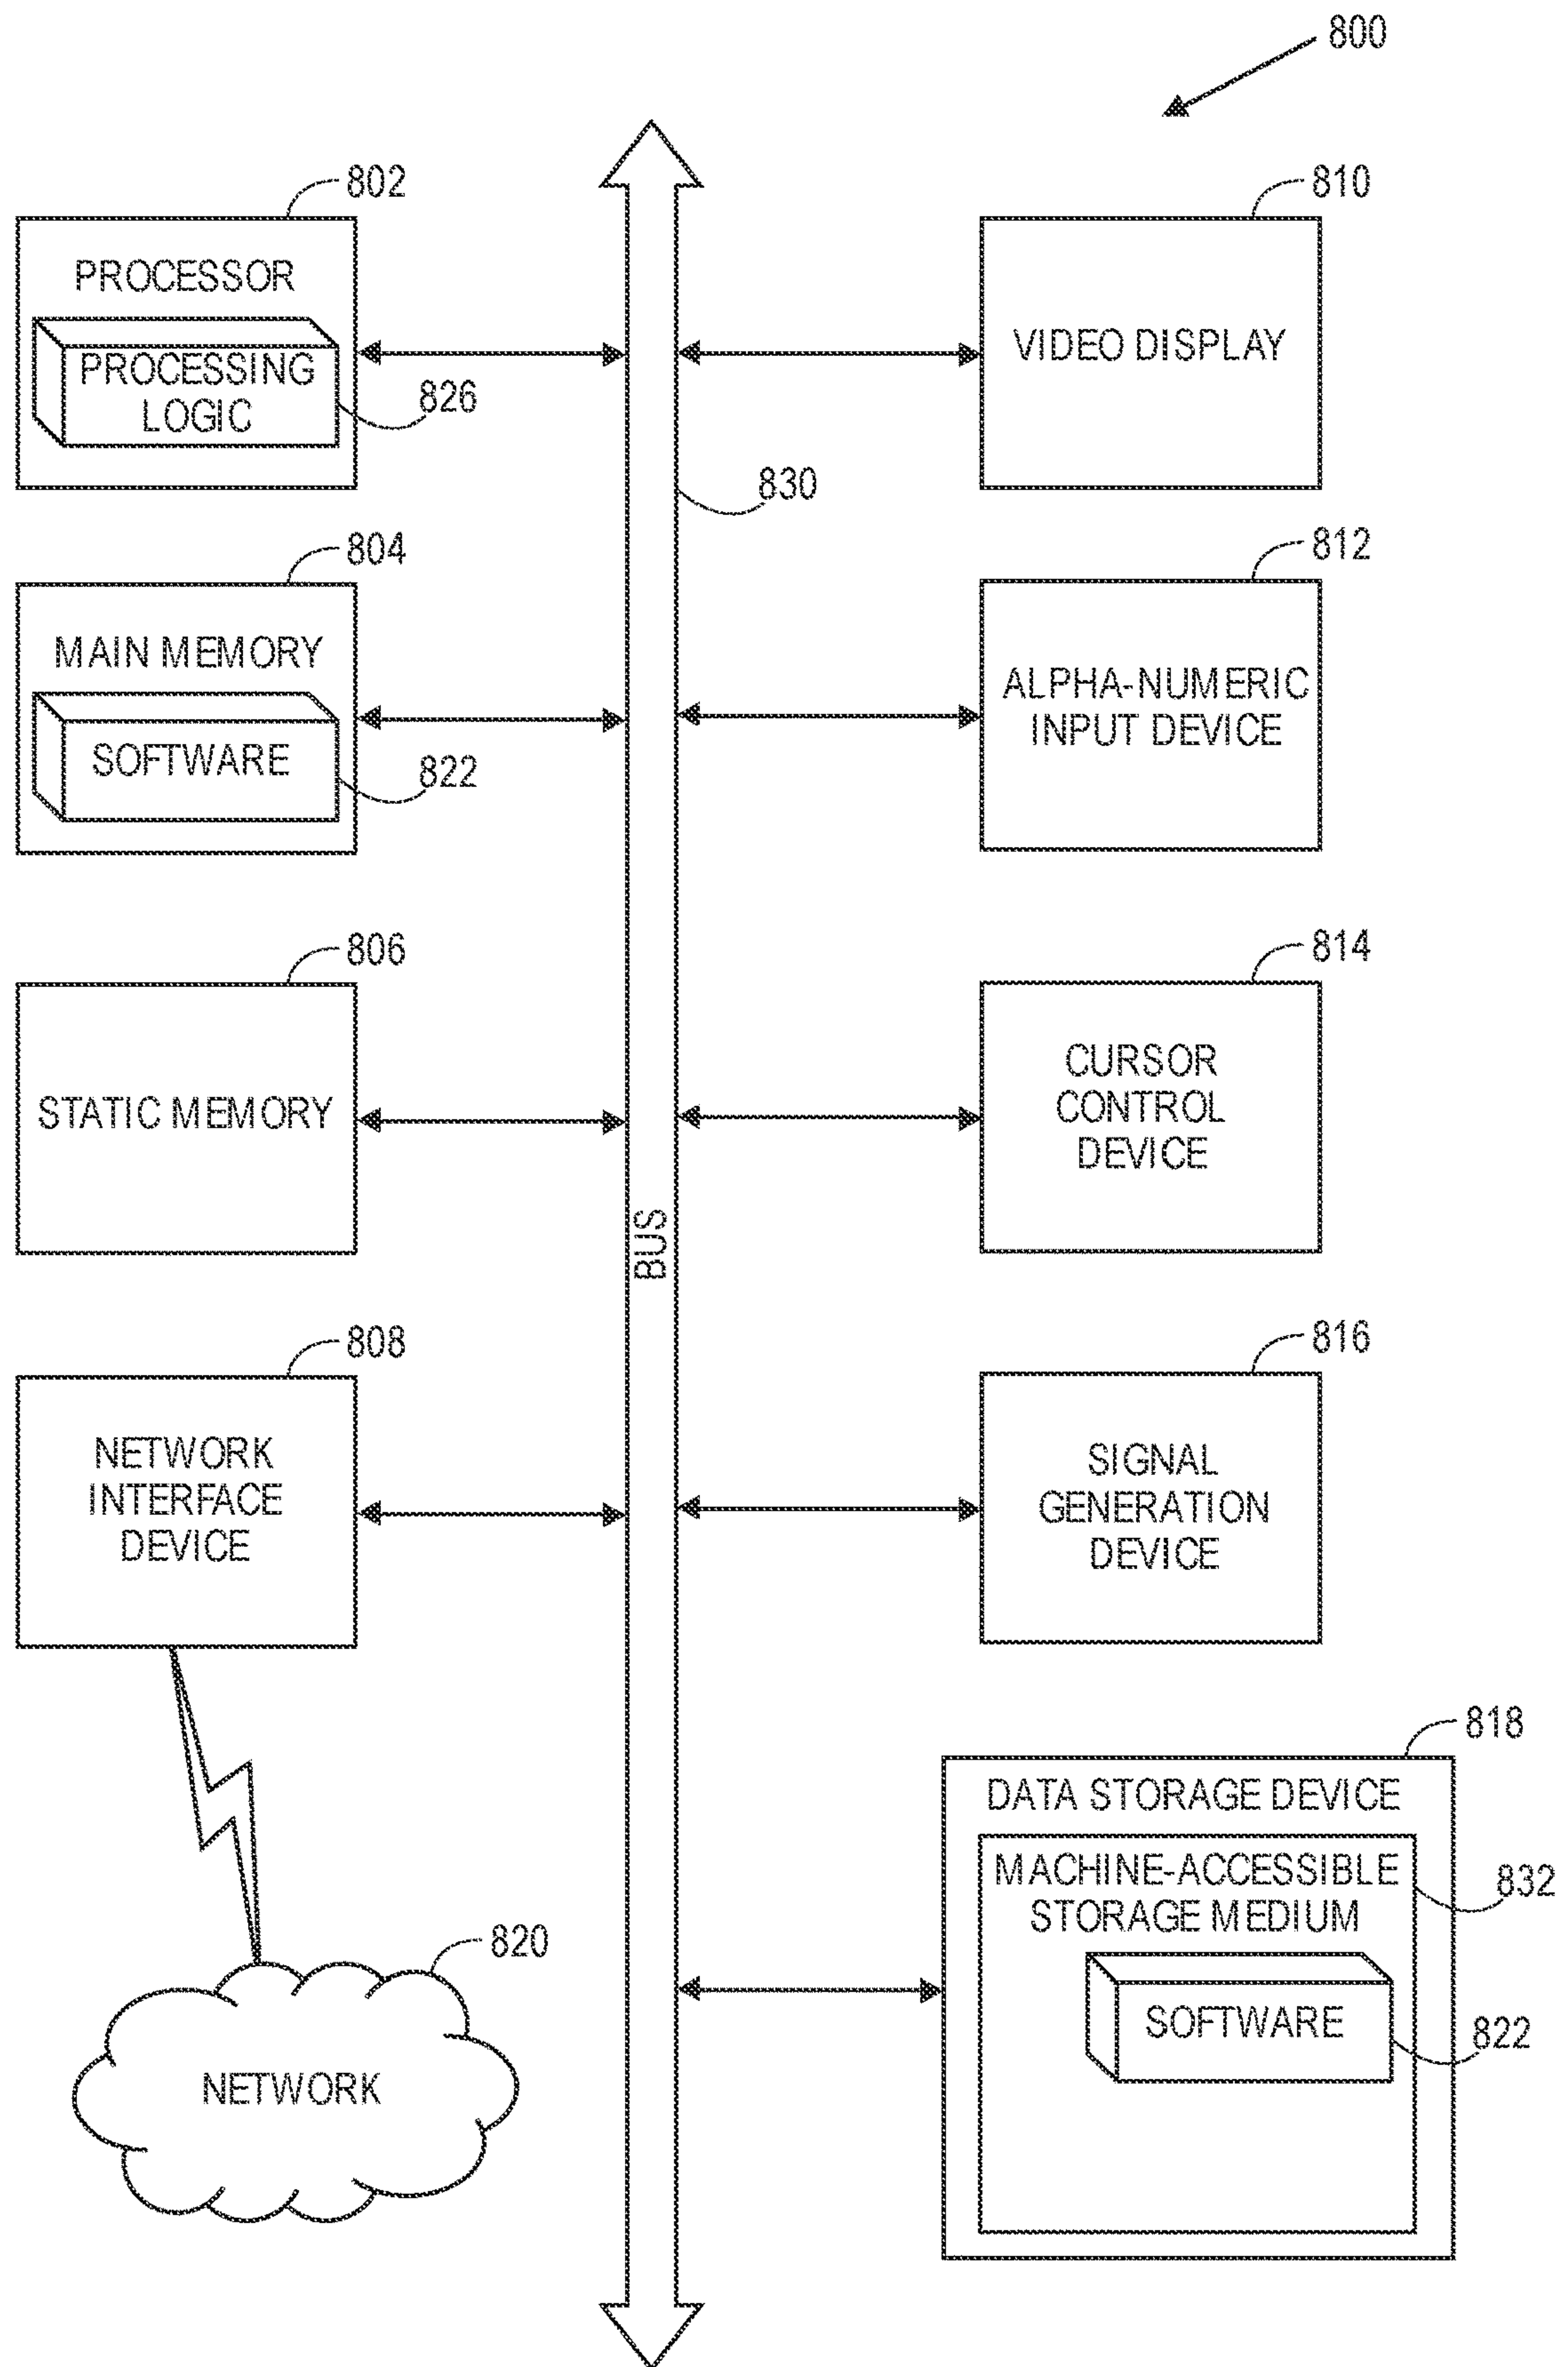 800
802
PROCESSOR
PROCESSING
LOGIC
826
804
MAIN MEMORY
SOFTWARE
822
806
STATIC MEMORY
808
NETWORK
INTERFACE
DEVICE
820
NETWORK
830
BUS
810
VIDEO DISPLAY
812
ALPHA-NUMERIC
INPUT DEVICE
814
CURSOR
CONTROL
DEVICE
816
SIGNAL
GENERATION
DEVICE
818
DATA STORAGE DEVICE
MACHINE-ACCESSIBLE
STORAGE MEDIUM
832
SOFTWARE
822